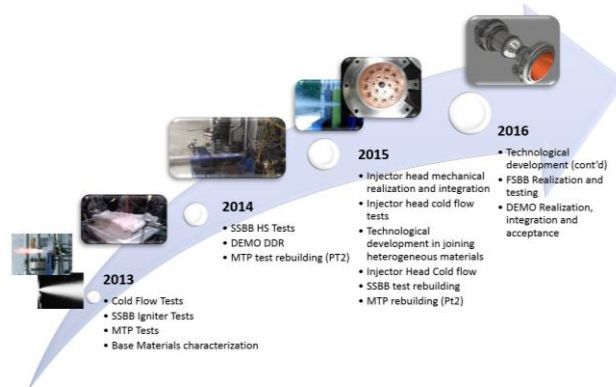 2013
• Cold Flow Tests
• SSBB Igniter Tests
• MTP Tests
• Base Materials characterization
2014
• SSBB HS Tests
• DEMO DDR
• MTP test rebuilding (PT2)
2015
• Injector head mechanical
realization and integration
• Injector head cold flow
tests
• Technological
development in joining
heterogeneous materials
• Injector Head Cold flow
• SSBB test rebuilding
• MTP rebuilding (Pt2)
2016
• Technological
development (cont'd)
• FSBB Realization and
testing
• DEMO Realization,
integration and
acceptance